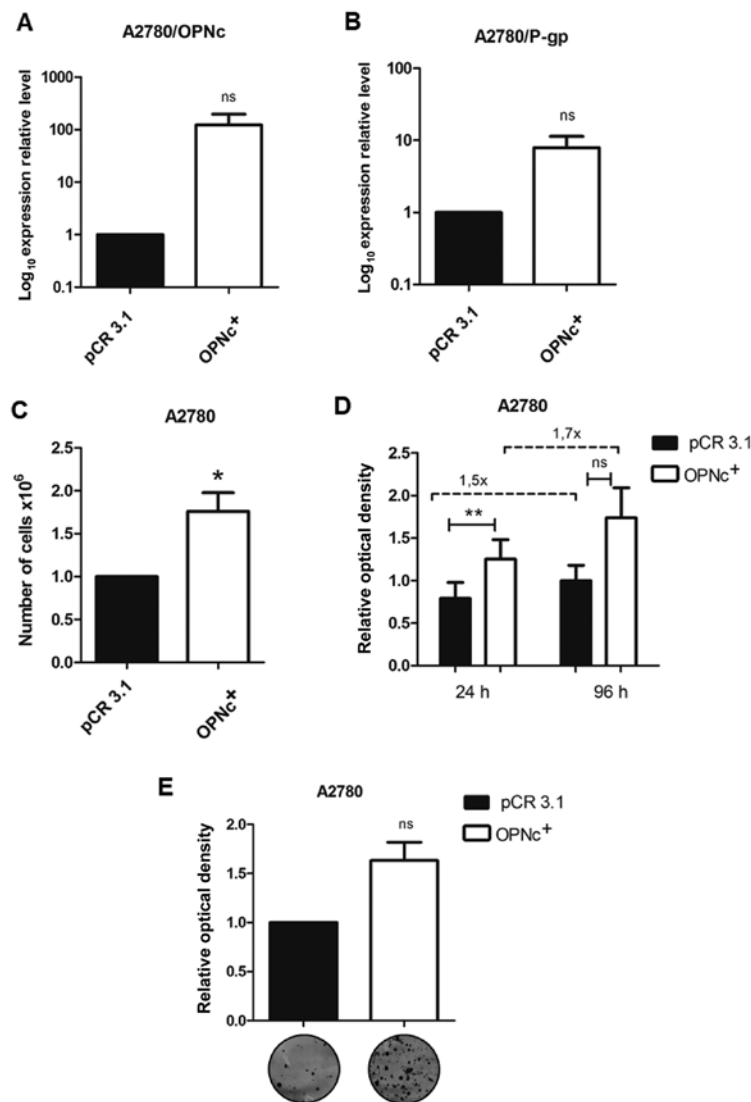 A
A2780/OPNc
Log10 expression relative level
1000
100
10
1
0.1
ns
pCR 3.1
OPNc+
B
A2780/P-gp
Log10 expression relative level
100
10
1
0.1
ns
pCR 3.1
OPNc+
C
A2780
Number of cells x10⁶
2.5
2.0
1.5
1.0
0.5
0.0
*
pCR 3.1
OPNc+
D
A2780
pCR 3.1
OPNc+
Relative optical density
2.5
2.0
1.5
1.0
0.5
0.0
1,7x
1,5x
ns
**
24 h
96 h
E
A2780
pCR 3.1
OPNc+
Relative optical density
2.0
1.5
1.0
0.5
0.0
ns